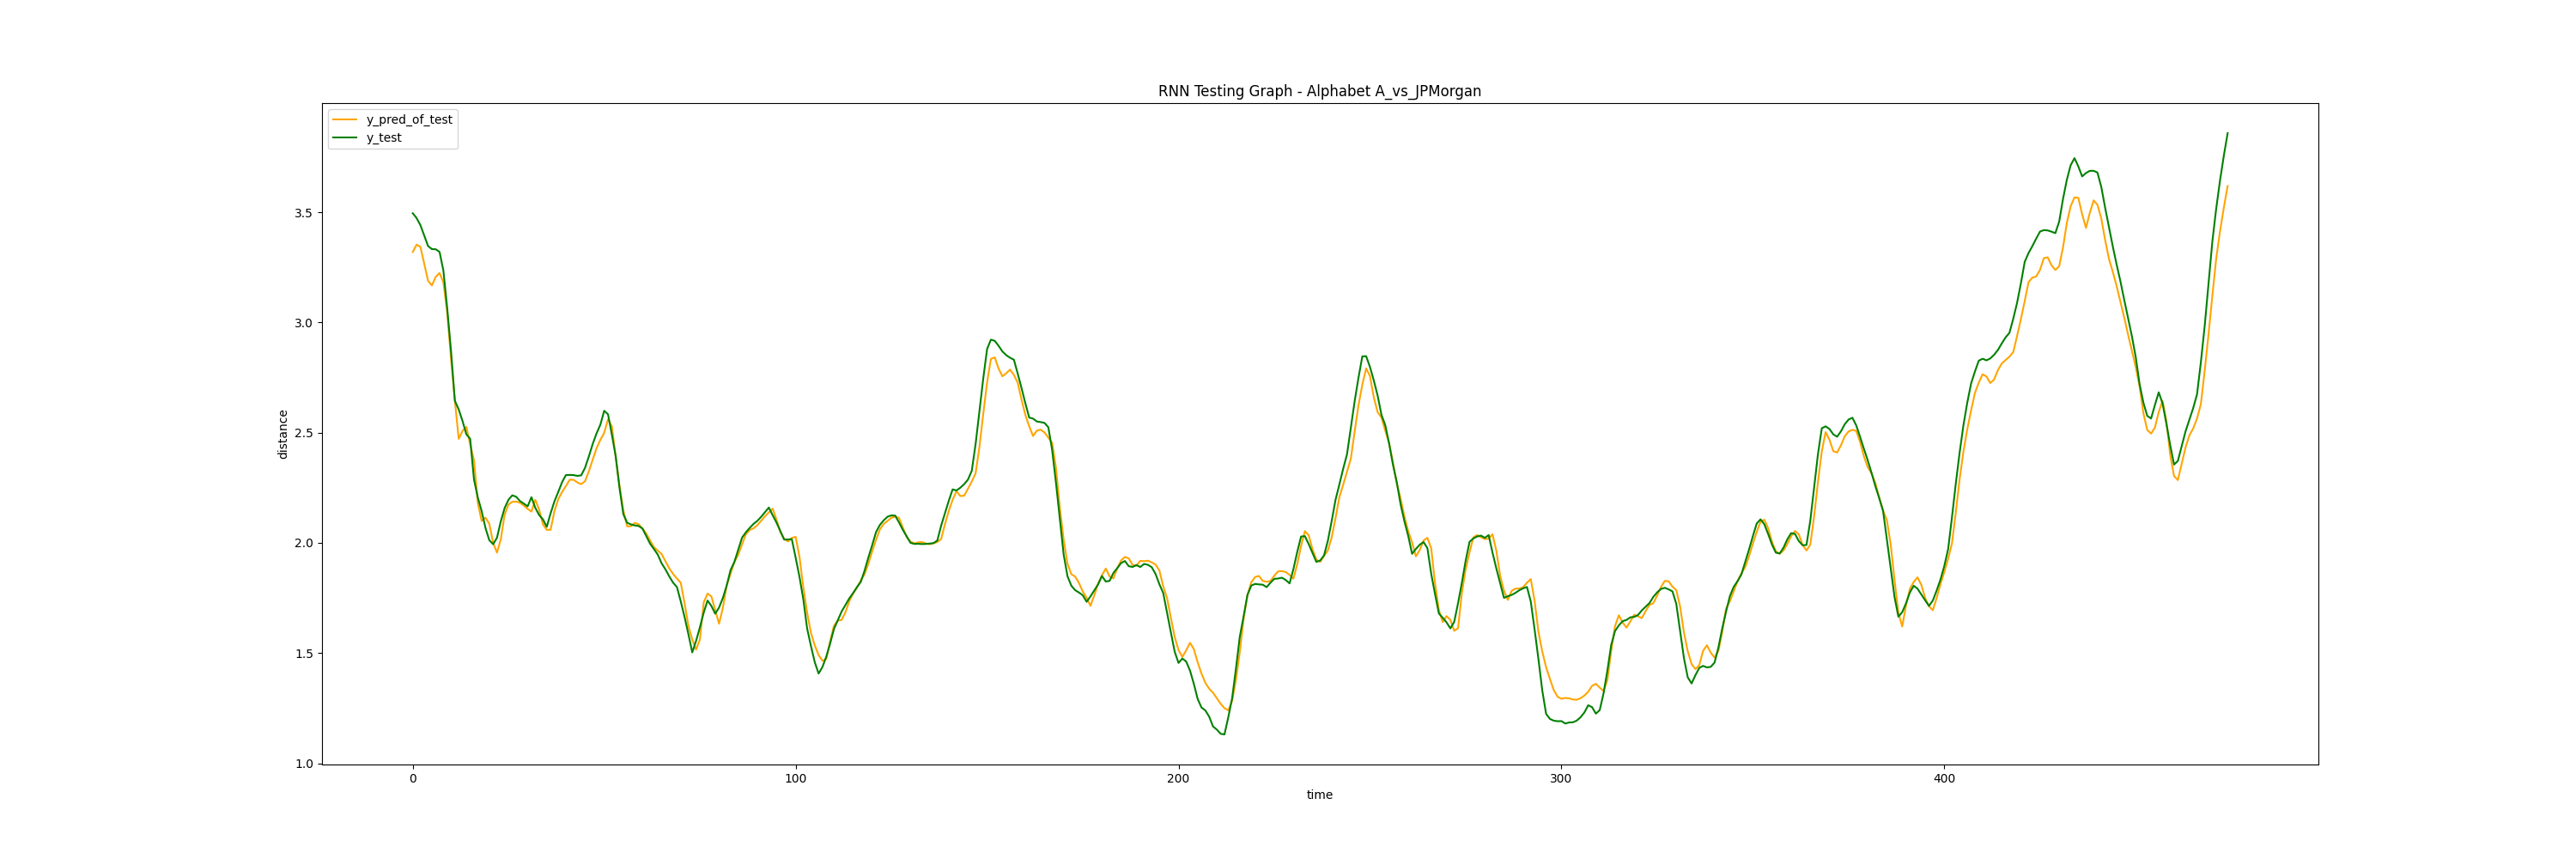 RNN Testing Graph - Alphabet A_vs_JPMorgan
y_pred_of_test
y_test
3.5
3.0
2.5
2.0
1.5
1.0
distance
0 100 200 300 400
time